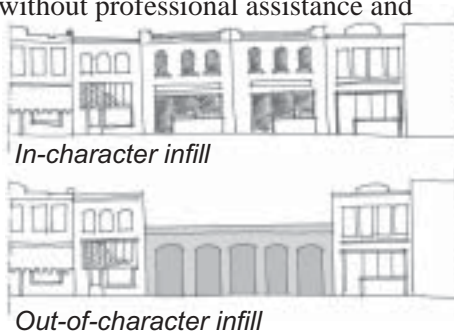 without professional assistance and
In-character infill
Out-of-character infill